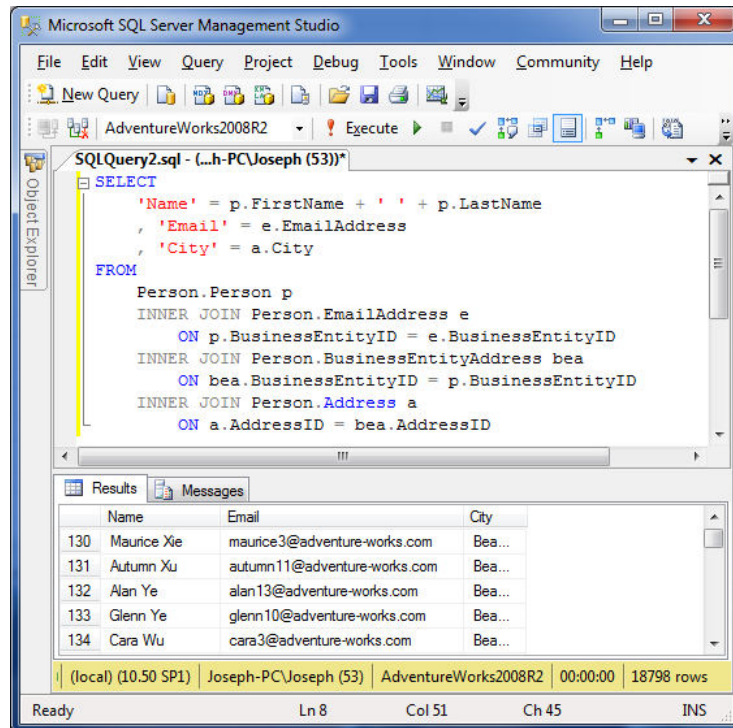 Microsoft SQL Server Management Studio
File Edit View Query Project Debug Tools Window Community Help
New Query
AdventureWorks2008R2 Execute
SQLQuery2.sql - (...h-PC\Joseph (53))*
Object Explorer
SELECT
'Name' = p.FirstName + ' ' + p.LastName
, 'Email' = e.EmailAddress
, 'City' = a.City
FROM
Person.Person p
INNER JOIN Person.EmailAddress e
ON p.BusinessEntityID = e.BusinessEntityID
INNER JOIN Person.BusinessEntityAddress bea
ON bea.BusinessEntityID = p.BusinessEntityID
INNER JOIN Person.Address a
ON a.AddressID = bea.AddressID
Results Messages
Name Email City
130 Maurice Xie maurice3@adventure-works.com Bea...
131 Autumn Xu autumn11@adventure-works.com Bea...
132 Alan Ye alan13@adventure-works.com Bea...
133 Glenn Ye glenn10@adventure-works.com Bea...
134 Cara Wu cara3@adventure-works.com Bea...
(local) (10.50 SP1) Joseph-PC\Joseph (53) AdventureWorks2008R2 00:00:00 18798 rows
Ready Ln 8 Col 51 Ch 45 INS